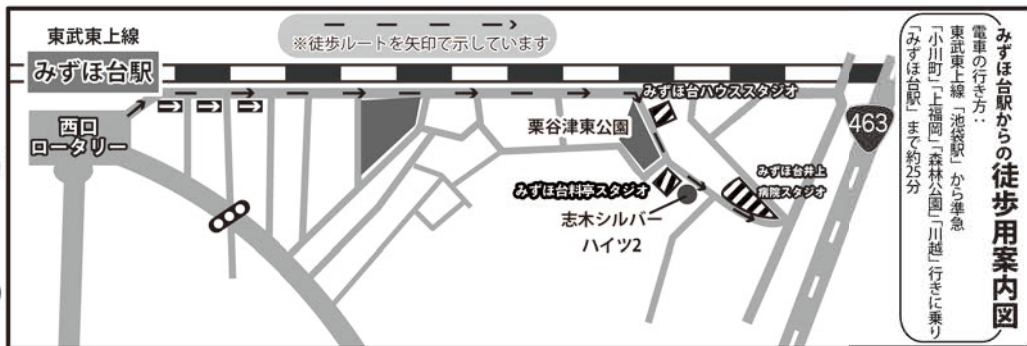 みずほ台駅からの徒歩用案内図
電車の行き方：
東武東上線「池袋駅」から準急
「小川町」「上福岡」「森林公園」「川越」行きに乗り
「みずほ台駅」まで約25分
※徒歩ルートを矢印で示しています
東武東上線
みずほ台駅
西口
ロータリー
みずほ台ハウススタジオ
栗谷津東公園
463
みずほ台井上
病院スタジオ
みずほ台料亭スタジオ
志木シルバー
ハイツ2